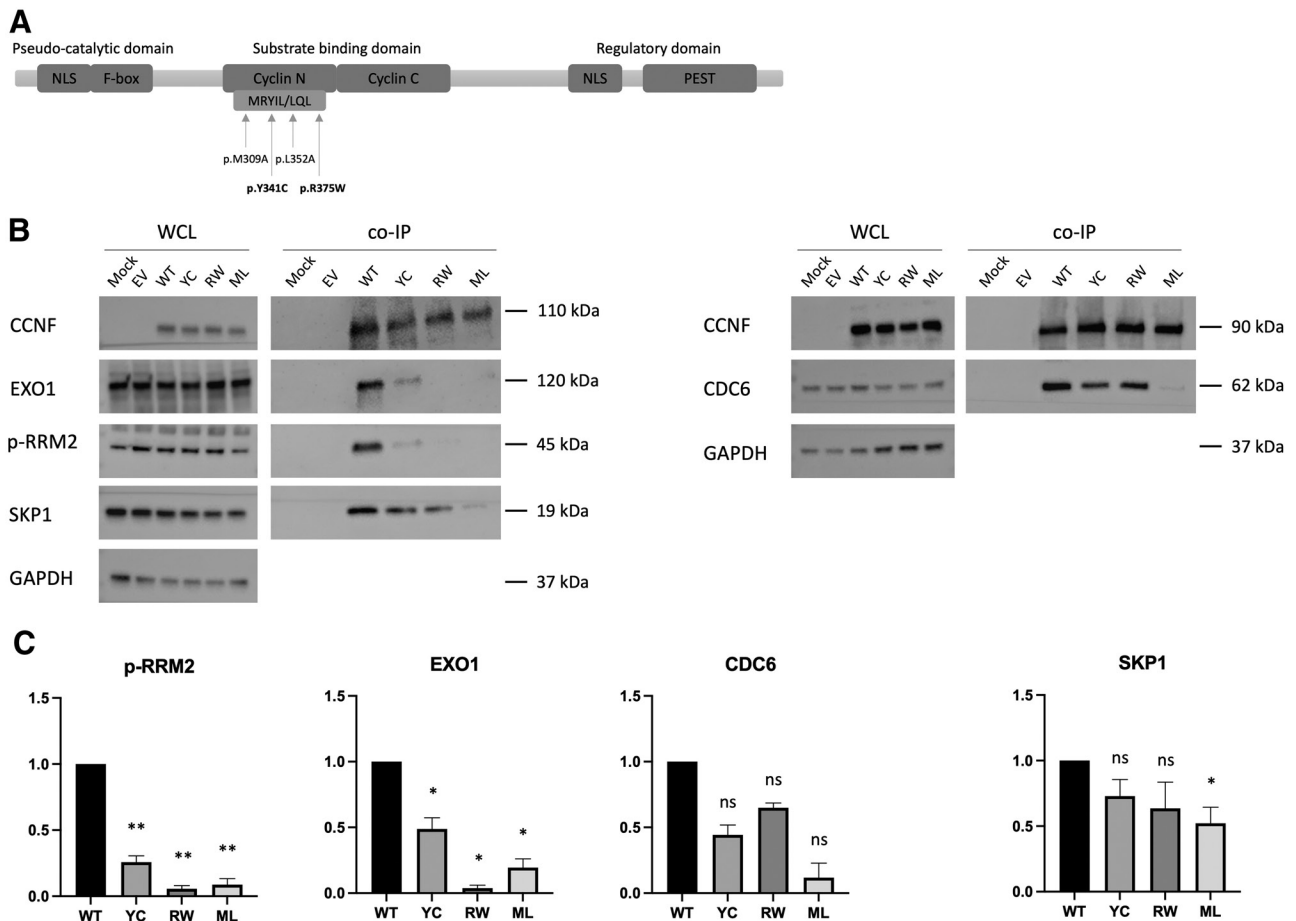 A
Pseudo-catalytic domain Substrate binding domain Regulatory domain
NLS F-box Cyclin N Cyclin C NLS PEST
MRYIL/LQL
p.M309A p.L352A
p.Y341C p.R375W
B
WCL co-IP WCL co-IP
Mock EV WT YC RW ML Mock EV WT YC RW ML Mock EV WT YC RW ML Mock EV WT YC RW ML
CCNF 110 kDa CCNF 90 kDa
EXO1 120 kDa CDC6 62 kDa
p-RRM2 45 kDa GAPDH 37 kDa
SKP1 19 kDa
GAPDH 37 kDa
C
p-RRM2 EXO1 CDC6 SKP1
1.5 1.5 1.5 1.5
1.0 1.0 1.0 1.0
0.5 0.5 0.5 0.5
0.0 0.0 0.0 0.0
** ** ** * * * ns ns ns ns ns *
WT YC RW ML WT YC RW ML WT YC RW ML WT YC RW ML